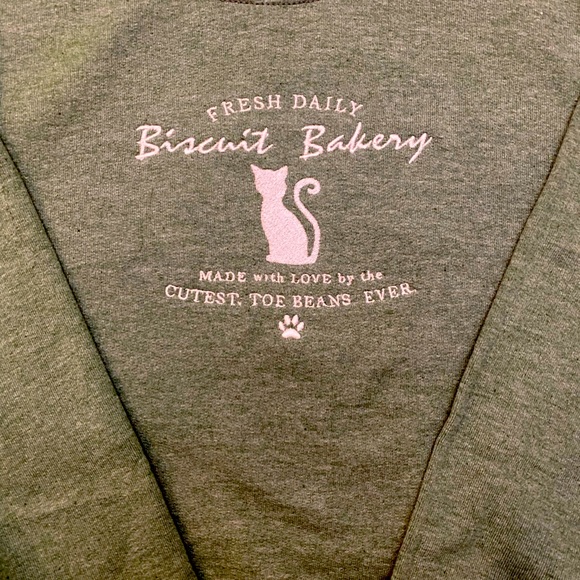 FRESH DAILY
Biscuit Bakery
MADE with LOVE by the
CUTEST. TOE BEANS EVER.